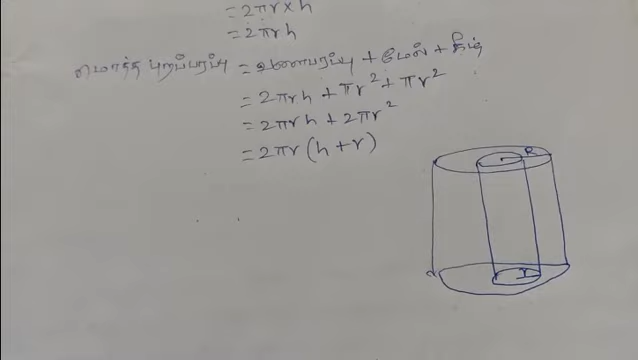 = 2πr x h
= 2πrh
மொத்த புறப்பரப்பு = வளைபரப்பு + மேல் + கீழ்
= 2πrh + πr² + πr²
= 2πrh + 2πr²
= 2πr (h + r)
R
r